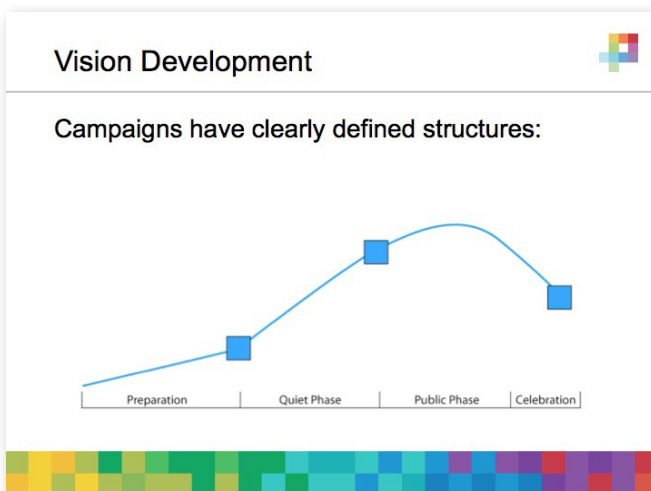 Vision Development
Campaigns have clearly defined structures:
Preparation Quiet Phase Public Phase Celebration